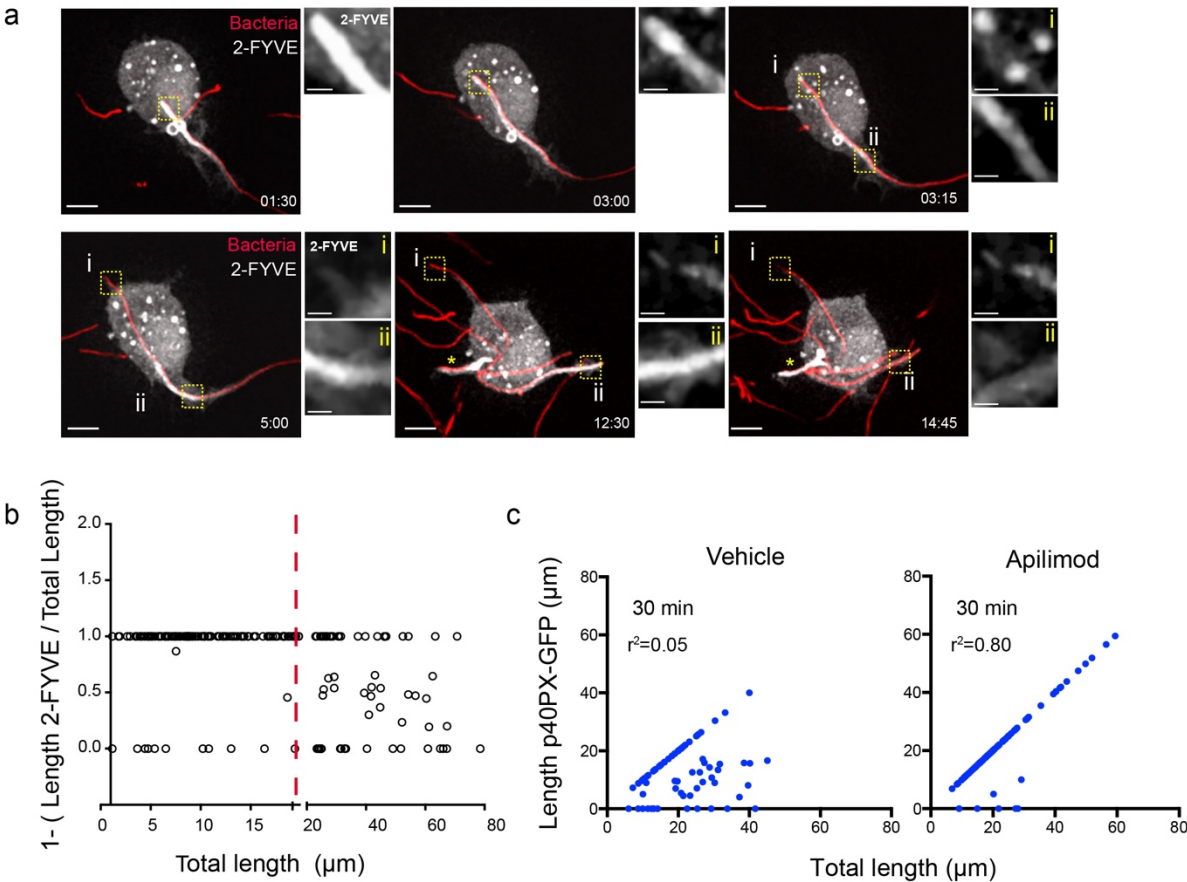 a
Bacteria
2-FYVE
01:30
2-FYVE
03:00
i
ii
03:15
i
ii
Bacteria
2-FYVE
i
ii
5:00
2-FYVE
i
ii
i
*
ii
12:30
i
ii
i
*
ii
14:45
i
ii
b
1- ( Length 2-FYVE / Total Length)
2.0
1.5
1.0
0.5
0.0
0 5 10 15 20 40 60 80
Total length (µm)
c
Vehicle
Apilimod
Length p40PX-GFP (µm)
80
60
40
20
0
30 min
r²=0.05
0 20 40 60 80
80
60
40
20
0
30 min
r²=0.80
0 20 40 60 80
Total length (µm)